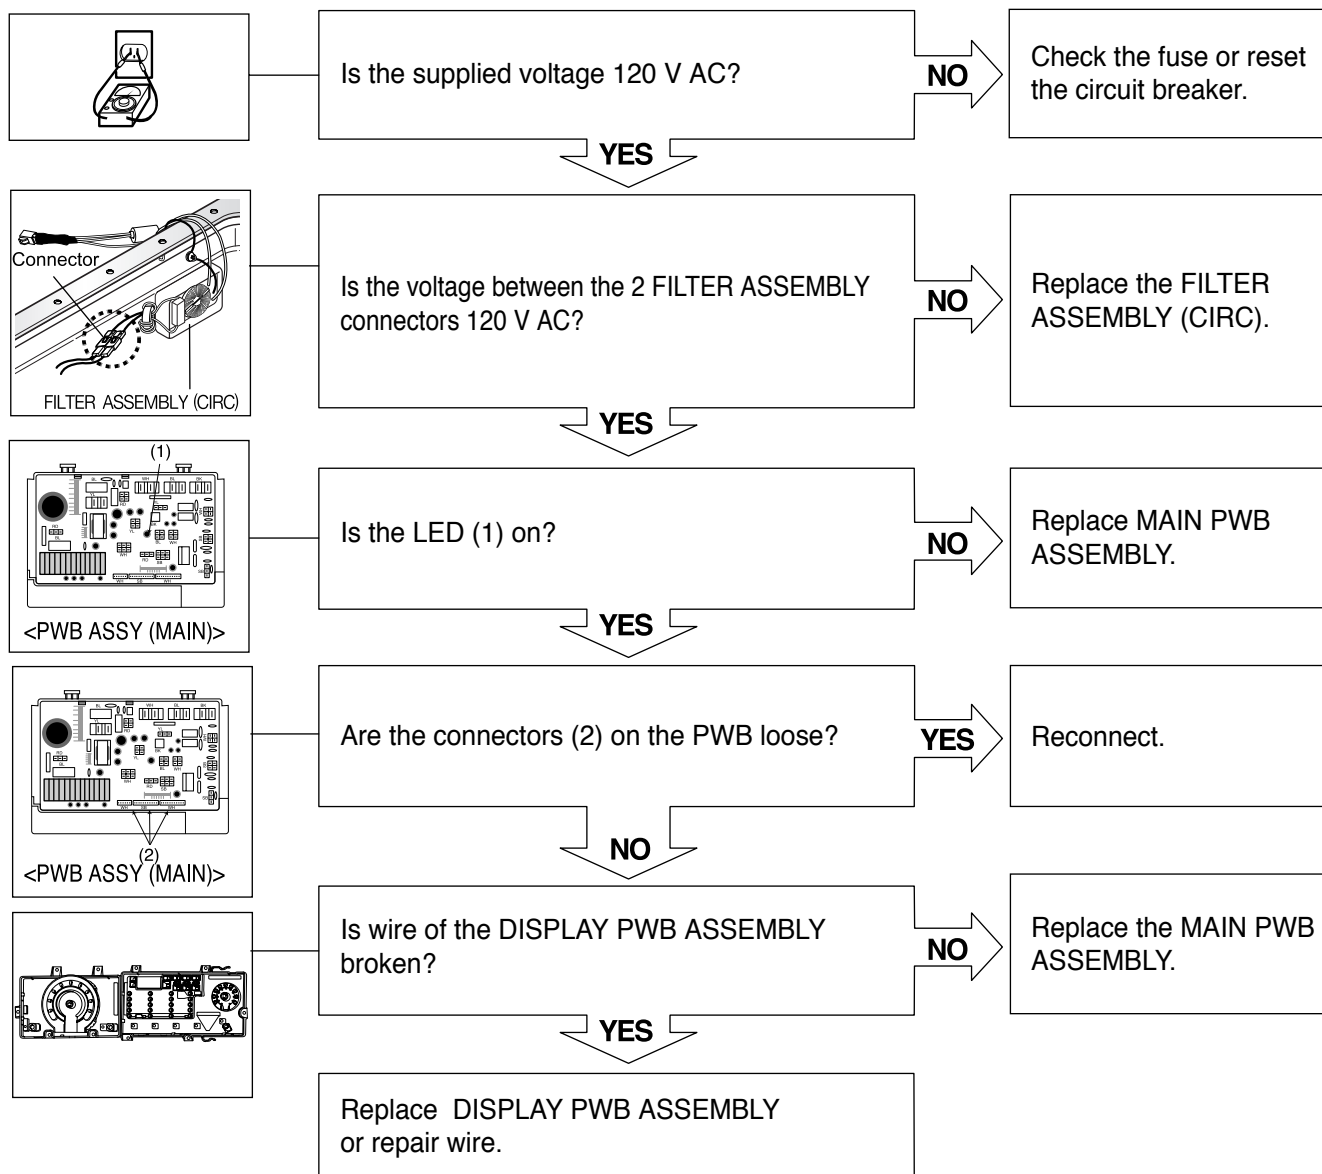 Is the supplied voltage 120 V AC?
NO
Check the fuse or reset
the circuit breaker.
YES
Connector
FILTER ASSEMBLY (CIRC)
Is the voltage between the 2 FILTER ASSEMBLY
connectors 120 V AC?
NO
Replace the FILTER
ASSEMBLY (CIRC).
YES
(1)
<PWB ASSY (MAIN)>
Is the LED (1) on?
NO
Replace MAIN PWB
ASSEMBLY.
YES
(2)
<PWB ASSY (MAIN)>
Are the connectors (2) on the PWB loose?
YES
Reconnect.
NO
Is wire of the DISPLAY PWB ASSEMBLY
broken?
NO
Replace the MAIN PWB
ASSEMBLY.
YES
Replace DISPLAY PWB ASSEMBLY
or repair wire.